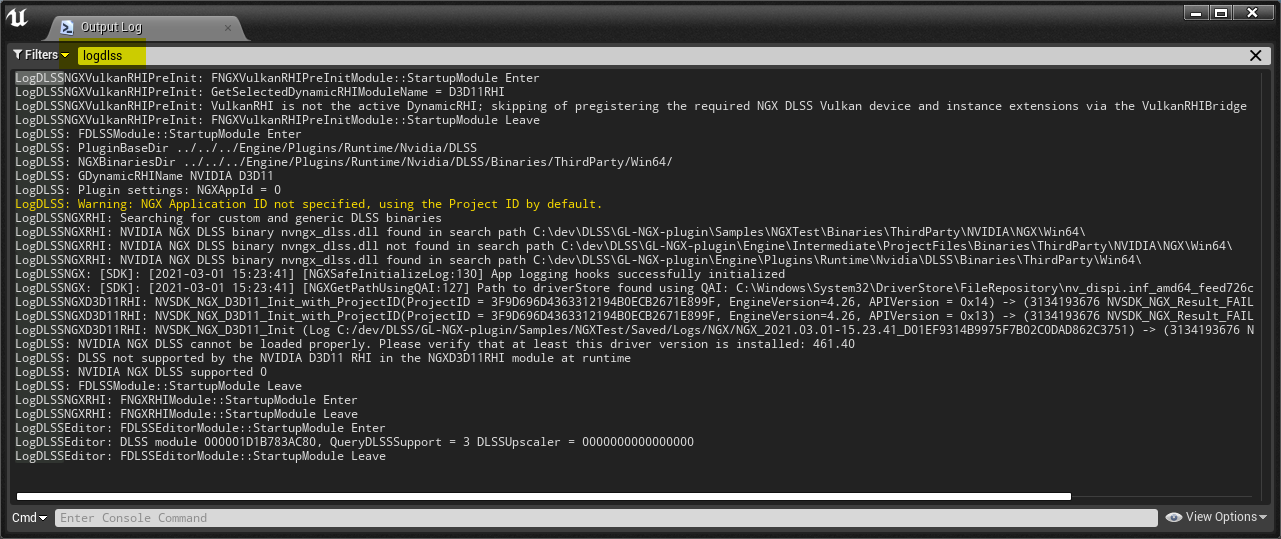 Output Log
Filters
logdlss
LogDLSSNGXVulkanRHIPreInit: FNGXVulkanRHIPreInitModule::StartupModule Enter
LogDLSSNGXVulkanRHIPreInit: GetSelectedDynamicRHIModuleName = D3D11RHI
LogDLSSNGXVulkanRHIPreInit: VulkanRHI is not the active DynamicRHI; skipping of pregistering the required NGX DLSS Vulkan device and instance extensions via the VulkanRHIBridge
LogDLSSNGXVulkanRHIPreInit: FNGXVulkanRHIPreInitModule::StartupModule Leave
LogDLSS: FDLSSModule::StartupModule Enter
LogDLSS: PluginBaseDir ../../../Engine/Plugins/Runtime/Nvidia/DLSS
LogDLSS: NGXBinariesDir ../../../Engine/Plugins/Runtime/Nvidia/DLSS/Binaries/ThirdParty/Win64/
LogDLSS: GDynamicRHIName NVIDIA D3D11
LogDLSS: Plugin settings: NGXAppId = 0
LogDLSS: Warning: NGX Application ID not specified, using the Project ID by default.
LogDLSSNGXRHI: Searching for custom and generic DLSS binaries
LogDLSSNGXRHI: NVIDIA NGX DLSS binary nvngx_dlss.dll found in search path C:\dev\DLSS\GL-NGX-plugin\Samples\NGXTest\Binaries\ThirdParty\NVIDIA\NGX\Win64\
LogDLSSNGXRHI: NVIDIA NGX DLSS binary nvngx_dlss.dll not found in search path C:\dev\DLSS\GL-NGX-plugin\Engine\Intermediate\ProjectFiles\Binaries\ThirdParty\NVIDIA\NGX\Win64\
LogDLSSNGXRHI: NVIDIA NGX DLSS binary nvngx_dlss.dll found in search path C:\dev\DLSS\GL-NGX-plugin\Engine\Plugins\Runtime\Nvidia\DLSS\Binaries\ThirdParty\Win64\
LogDLSSNGX: [SDK]: [2021-03-01 15:23:41] [NGXSafeInitializeLog:130] App logging hooks successfully initialized
LogDLSSNGX: [SDK]: [2021-03-01 15:23:41] [NGXGetPathUsingQAI:127] Path to driverStore found using QAI: C:\Windows\System32\DriverStore\FileRepository\nv_dispi.inf_amd64_feed726c
LogDLSSNGXD3D11RHI: NVSDK_NGX_D3D11_Init_with_ProjectID(ProjectID = 3F9D696D4363312194B0ECB2671E899F, EngineVersion=4.26, APIVersion = 0x14) -> (3134193676 NVSDK_NGX_Result_FAIL
LogDLSSNGXD3D11RHI: NVSDK_NGX_D3D11_Init_with_ProjectID(ProjectID = 3F9D696D4363312194B0ECB2671E899F, EngineVersion=4.26, APIVersion = 0x13) -> (3134193676 NVSDK_NGX_Result_FAIL
LogDLSSNGXD3D11RHI: NVSDK_NGX_D3D11_Init (Log C:/dev/DLSS/GL-NGX-plugin/Samples/NGXTest/Saved/Logs/NGX/NGX_2021.03.01-15.23.41_D01EF9314B9975F7B02C0DAD862C3751) -> (3134193676 N
LogDLSS: NVIDIA NGX DLSS cannot be loaded properly. Please verify that at least this driver version is installed: 461.40
LogDLSS: DLSS not supported by the NVIDIA D3D11 RHI in the NGXD3D11RHI module at runtime
LogDLSS: NVIDIA NGX DLSS supported 0
LogDLSS: FDLSSModule::StartupModule Leave
LogDLSSNGXRHI: FNGXRHIModule::StartupModule Enter
LogDLSSNGXRHI: FNGXRHIModule::StartupModule Leave
LogDLSSEditor: FDLSSEditorModule::StartupModule Enter
LogDLSSEditor: DLSS module 000001D1B783AC80, QueryDLSSSupport = 3 DLSSUpscaler = 0000000000000000
LogDLSSEditor: FDLSSEditorModule::StartupModule Leave
Cmd
Enter Console Command
View Options